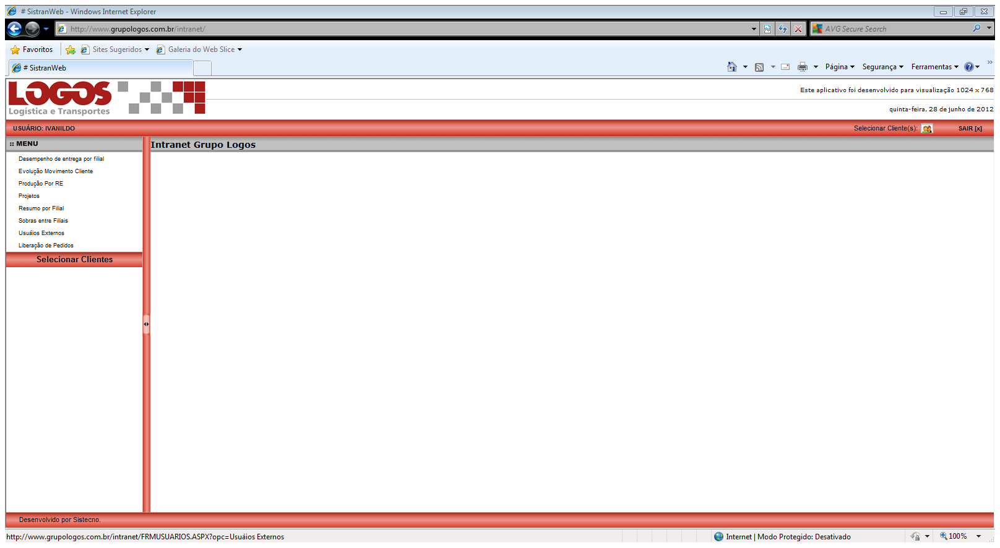 # SistranWeb - Windows Internet Explorer
http://www.grupologos.com.br/intranet/
AVG Secure Search
Favoritos
Sites Sugeridos
Galeria do Web Slice
# SistranWeb
Página
Segurança
Ferramentas
LOGOS
Logística e Transportes
Este aplicativo foi desenvolvido para visualização 1024 x 768
quinta-feira, 28 de junho de 2012
USUÁRIO: IVANILDO
Selecionar Cliente(s):
SAIR [x]
:: MENU
Intranet Grupo Logos
Desempenho de entrega por filial
Evolução Movimento Cliente
Produção Por RE
Projetos
Resumo por Filial
Sobras entre Filiais
Usuáios Externos
Liberação de Pedidos
Selecionar Clientes
Desenvolvido por Sistecno.
http://www.grupologos.com.br/intranet/FRMUSUARIOS.ASPX?opc=Usuáios Externos
Internet | Modo Protegido: Desativado
100%